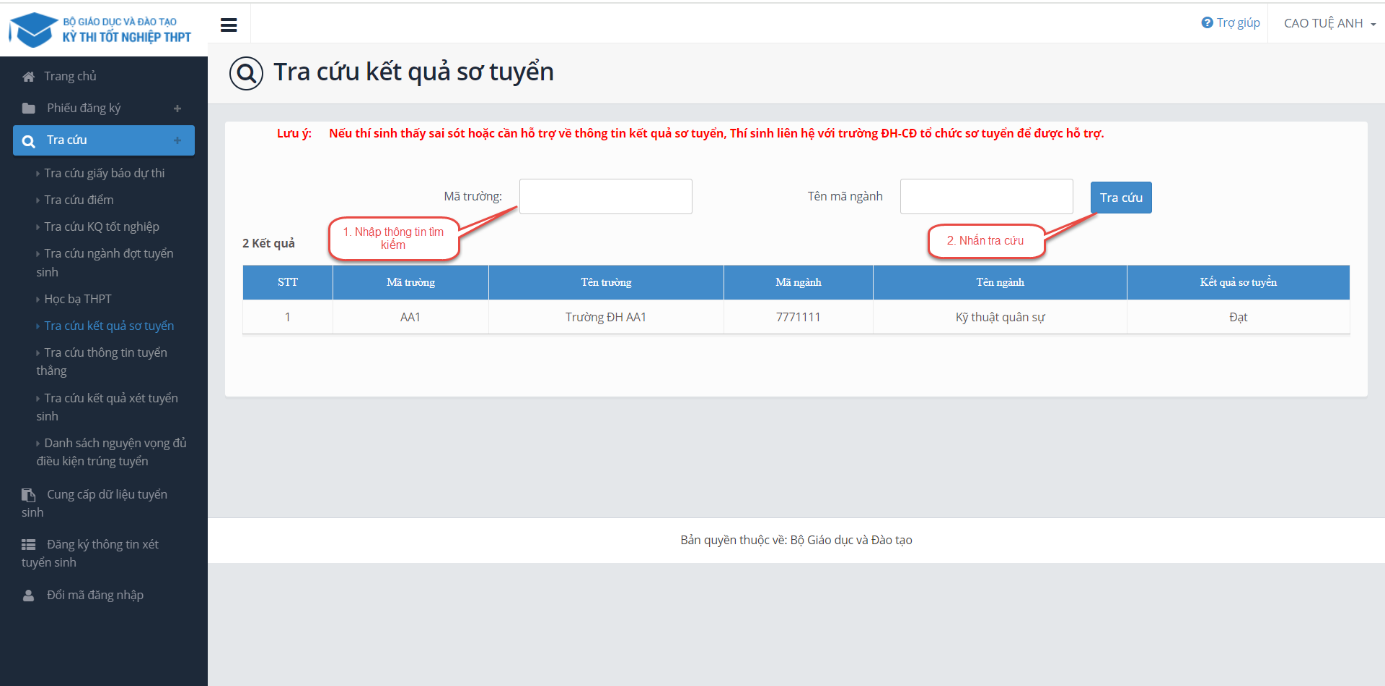 BỘ GIÁO DỤC VÀ ĐÀO TẠO
KỲ THI TỐT NGHIỆP THPT
Trợ giúp
CAO TUỆ ANH
Trang chủ
Phiếu đăng ký
Tra cứu
Tra cứu giấy báo dự thi
Tra cứu điểm
Tra cứu KQ tốt nghiệp
Tra cứu ngành đợt tuyển
sinh
Học bạ THPT
Tra cứu kết quả sơ tuyển
Tra cứu thông tin tuyển
thẳng
Tra cứu kết quả xét tuyển
sinh
Danh sách nguyện vọng đủ
điều kiện trúng tuyển
Cung cấp dữ liệu tuyển
sinh
Đăng ký thông tin xét
tuyển sinh
Đổi mã đăng nhập
Tra cứu kết quả sơ tuyển
Lưu ý: Nếu thí sinh thấy sai sót hoặc cần hỗ trợ về thông tin kết quả sơ tuyển, Thí sinh liên hệ với trường ĐH-CĐ tổ chức sơ tuyển để được hỗ trợ.
Mã trường:
Tên mã ngành
Tra cứu
1. Nhập thông tin tìm
kiếm
2. Nhấn tra cứu
2 Kết quả
STT Mã trường Tên trường Mã ngành Tên ngành Kết quả sơ tuyển
1 AA1 Trường ĐH AA1 7771111 Kỹ thuật quân sự Đạt
Bản quyền thuộc về: Bộ Giáo dục và Đào tạo